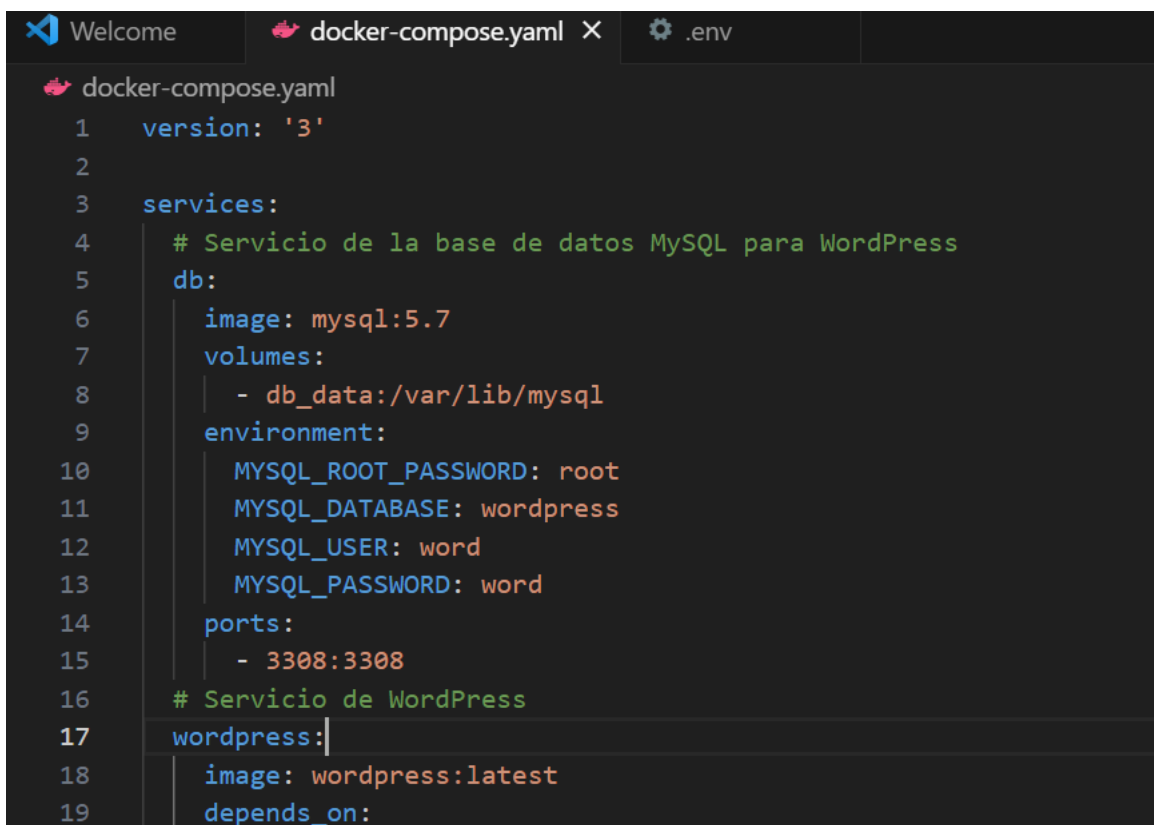 Welcome docker-compose.yaml .env
docker-compose.yaml
1 version: '3'
2
3 services:
4 # Servicio de la base de datos MySQL para WordPress
5 db:
6 image: mysql:5.7
7 volumes:
8 - db_data:/var/lib/mysql
9 environment:
10 MYSQL_ROOT_PASSWORD: root
11 MYSQL_DATABASE: wordpress
12 MYSQL_USER: word
13 MYSQL_PASSWORD: word
14 ports:
15 - 3308:3308
16 # Servicio de WordPress
17 wordpress:
18 image: wordpress:latest
19 depends_on: